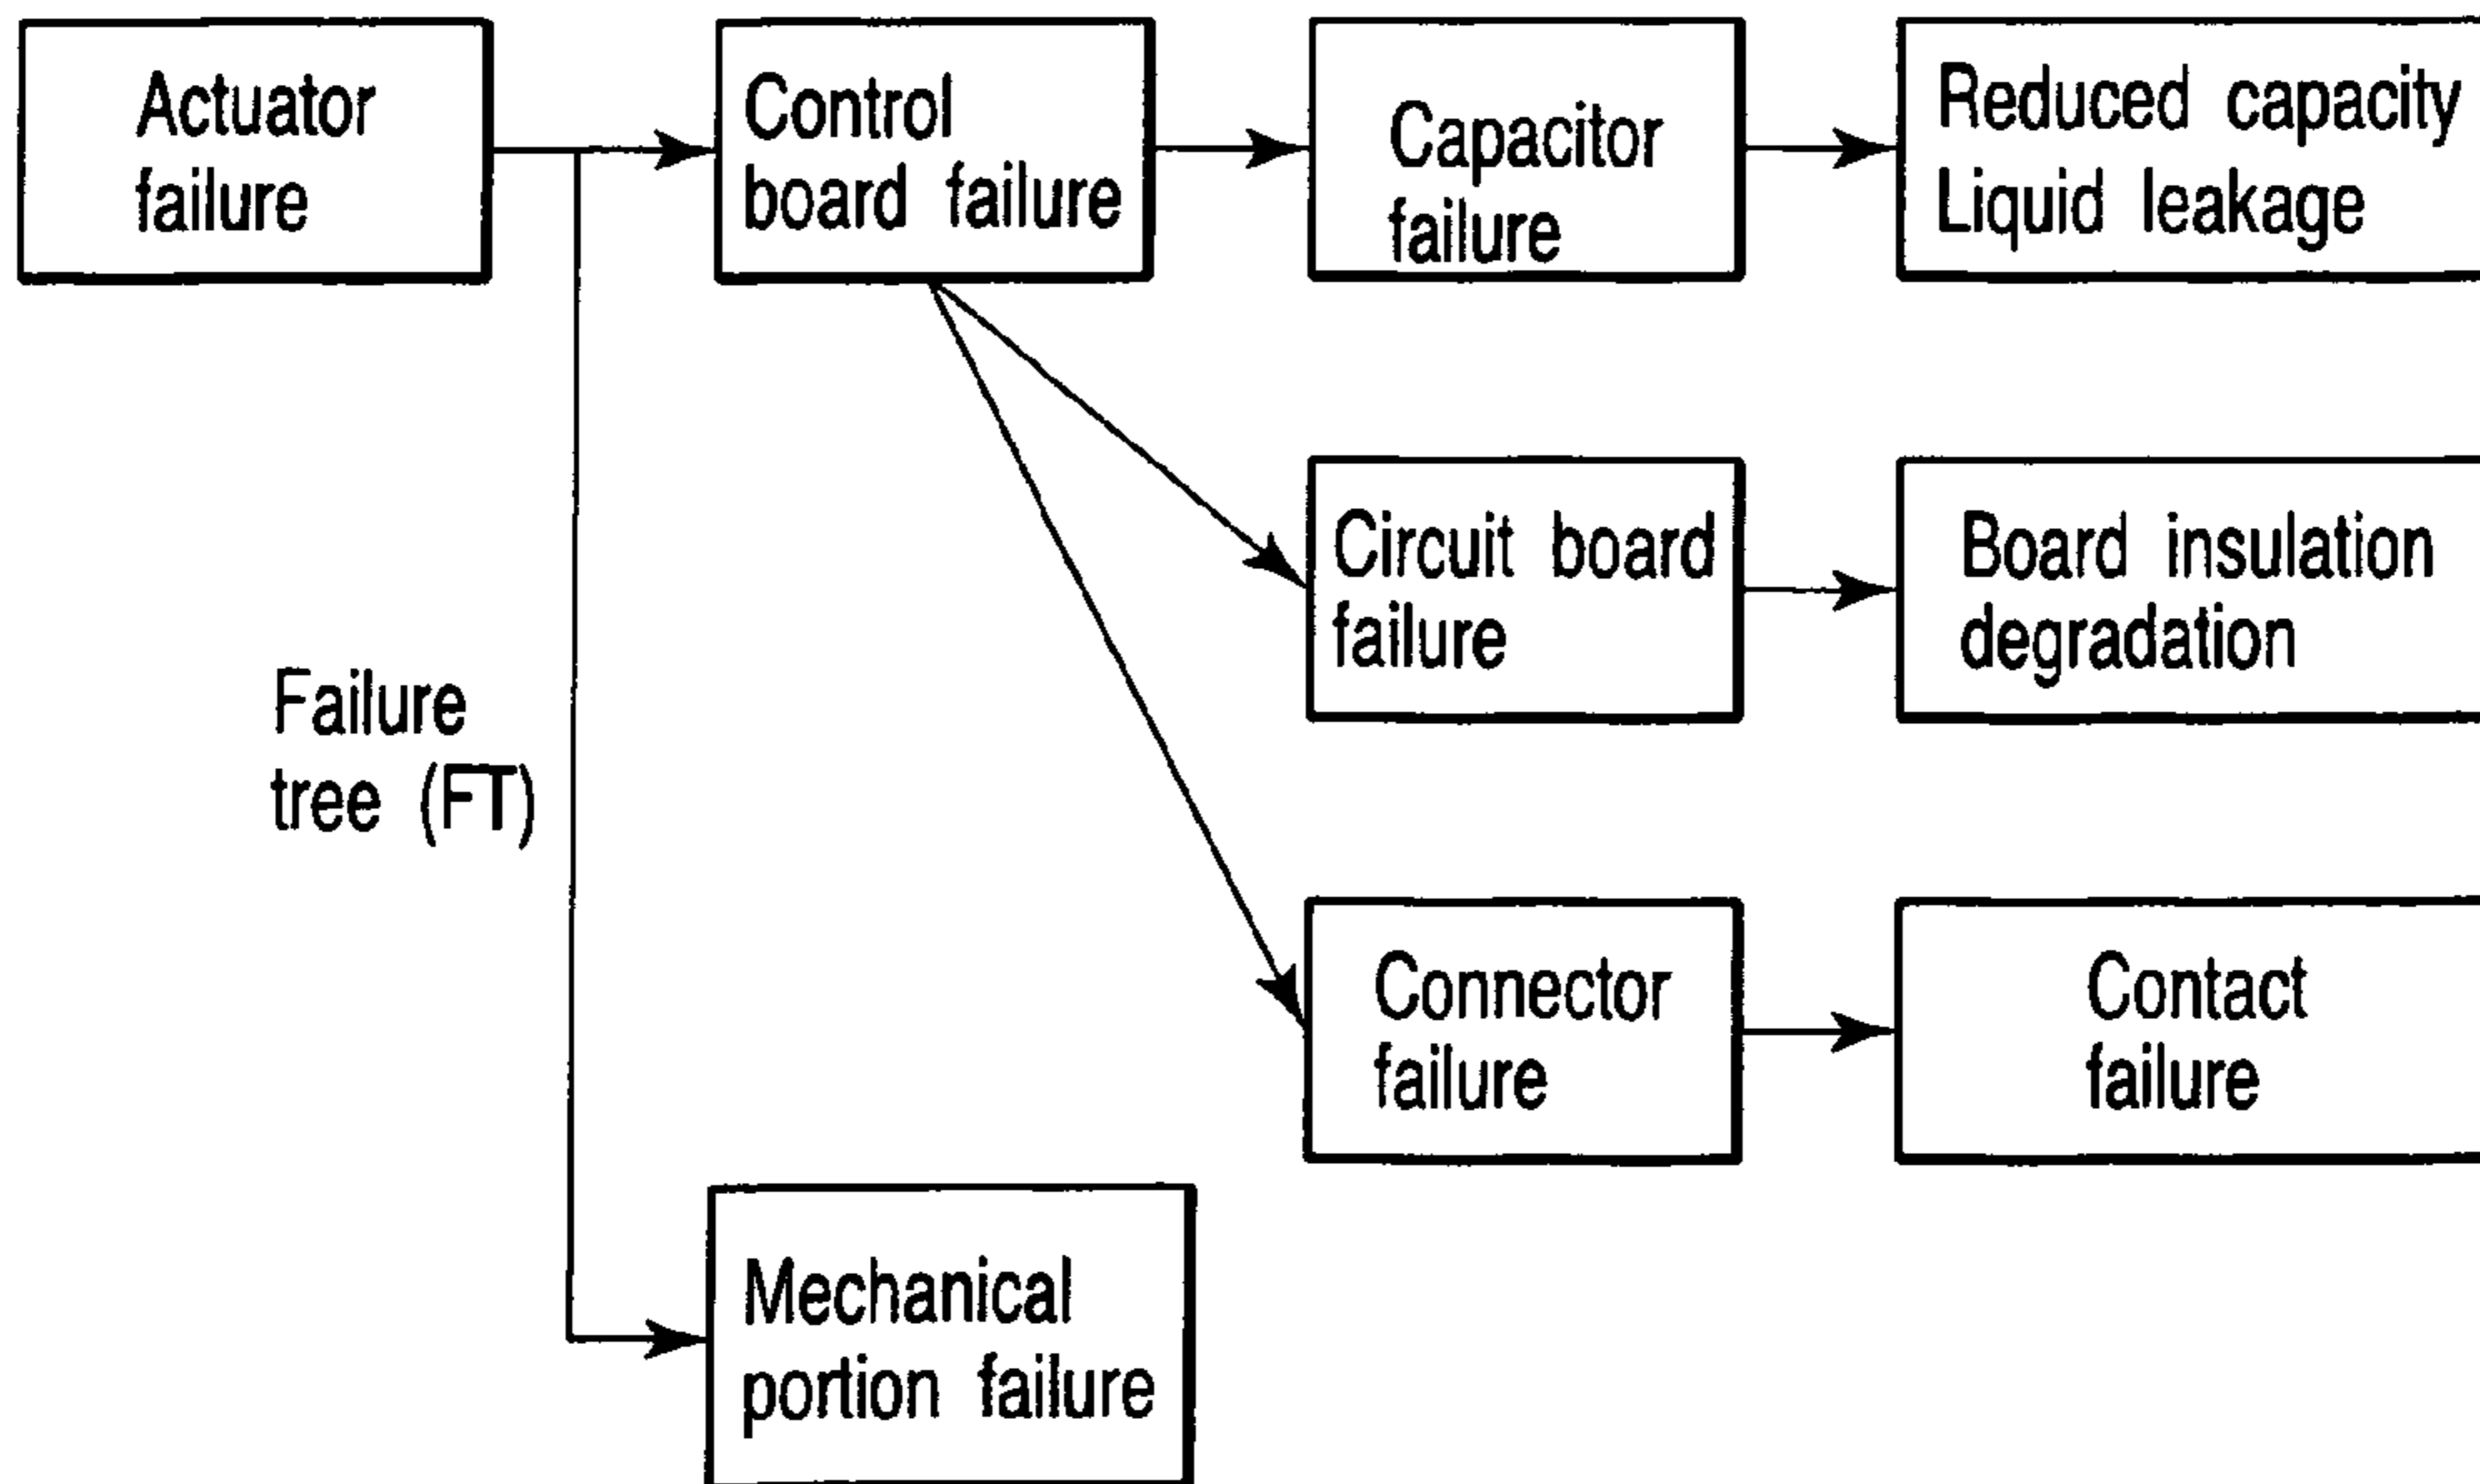 Actuator
failure
Control
board failure
Capacitor
failure
Reduced capacity
Liquid leakage
Circuit board
failure
Board insulation
degradation
Failure
tree (FT)
Connector
failure
Contact
failure
Mechanical
portion failure